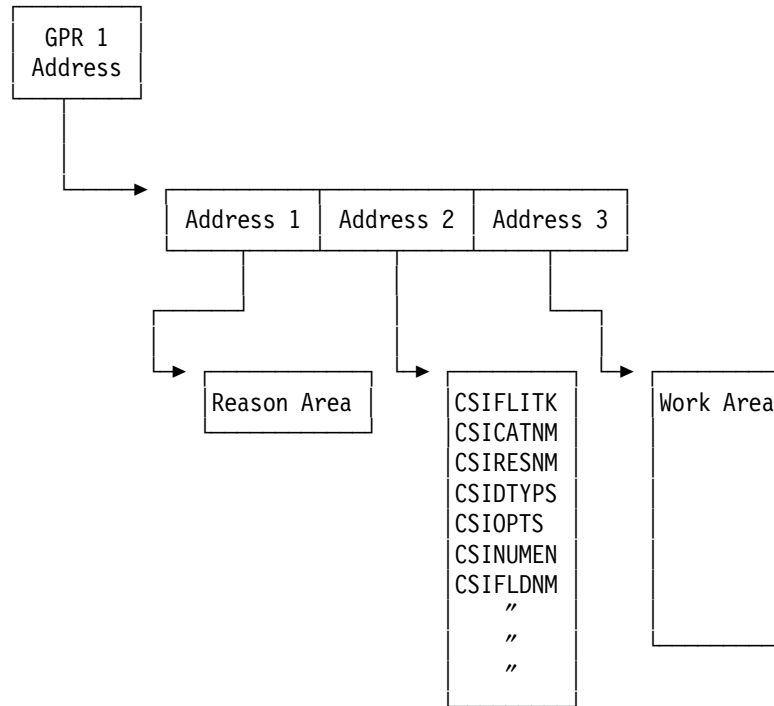 GPR 1
Address
Address 1
Address 2
Address 3
Reason Area
CSIFLITK
CSICATNM
CSIRESNM
CSIDTYPS
CSIOPTS
CSINUMEN
CSIFLDNM
″
″
″
Work Area